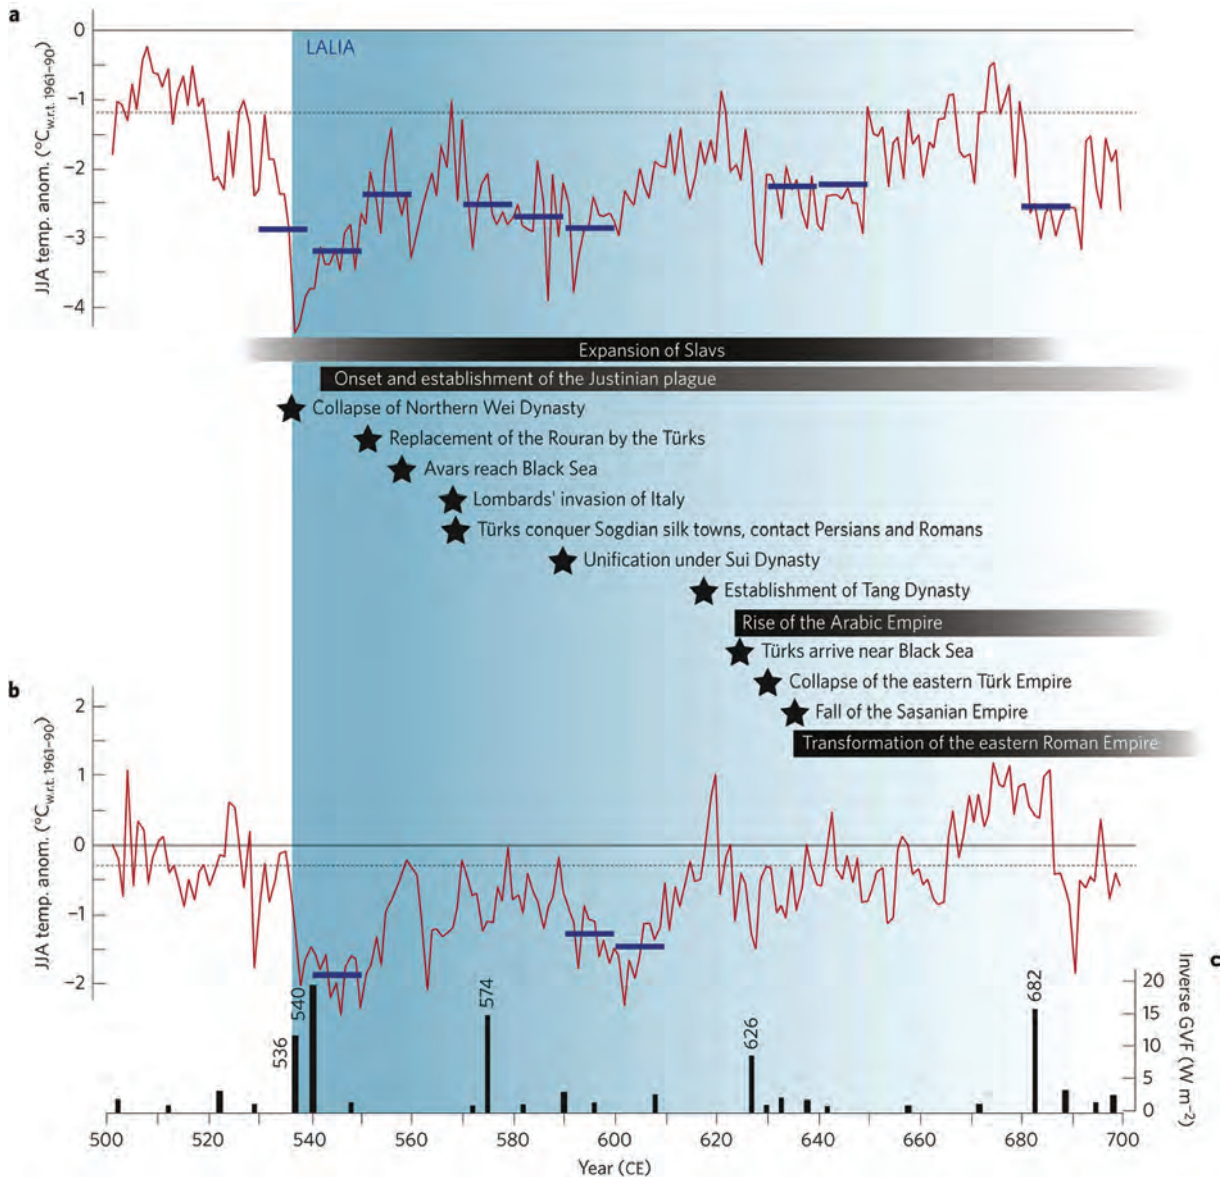 a
0
LALIA
−1
−2
−3
−4
JJA temp. anom. (°C w.r.t. 1961–90)
Expansion of Slavs
Onset and establishment of the Justinian plague
Collapse of Northern Wei Dynasty
Replacement of the Rouran by the Türks
Avars reach Black Sea
Lombards' invasion of Italy
Türks conquer Sogdian silk towns, contact Persians and Romans
Unification under Sui Dynasty
Establishment of Tang Dynasty
Rise of the Arabic Empire
Türks arrive near Black Sea
Collapse of the eastern Türk Empire
Fall of the Sasanian Empire
Transformation of the eastern Roman Empire
b
2
1
0
−1
−2
JJA temp. anom. (°C w.r.t. 1961–90)
c
536
540
574
626
682
20
15
10
5
0
Inverse GVF (W m−2)
500 520 540 560 580 600 620 640 660 680 700
Year (CE)